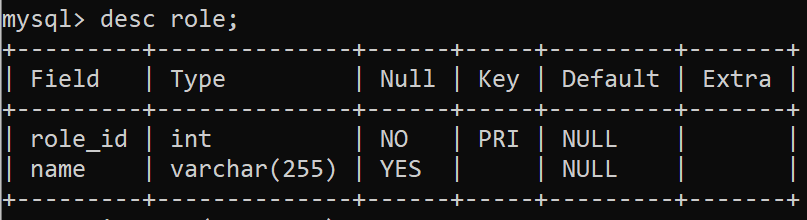 mysql> desc role;
+---------+--------------+------+-----+---------+-------+
| Field   | Type         | Null | Key | Default | Extra |
+---------+--------------+------+-----+---------+-------+
| role_id | int          | NO   | PRI | NULL    |       |
| name    | varchar(255) | YES  |     | NULL    |       |
+---------+--------------+------+-----+---------+-------+